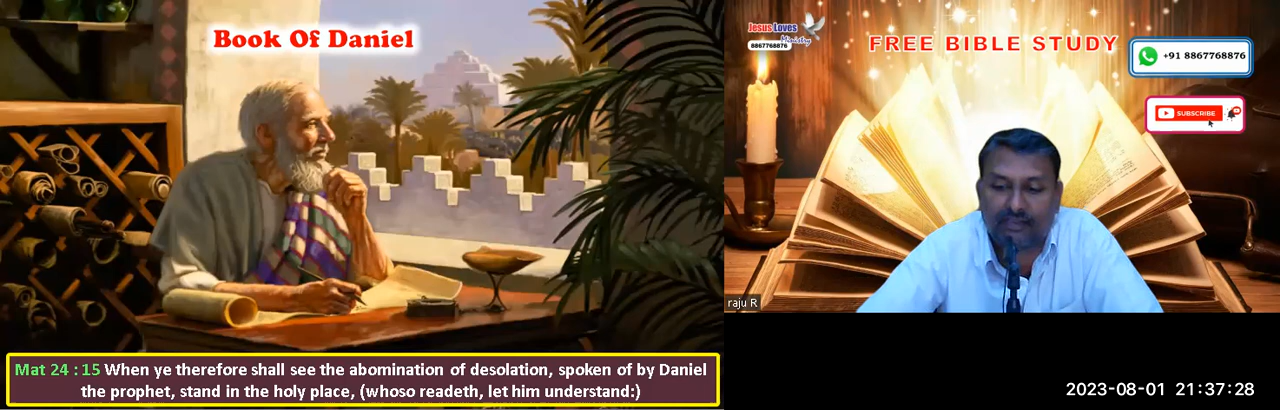 Book Of Daniel
Mat 24 : 15 When ye therefore shall see the abomination of desolation, spoken of by Daniel
the prophet, stand in the holy place, (whoso readeth, let him understand:)
Jesus Loves
Ministry
8867768876
FREE BIBLE STUDY
+91 8867768876
SUBSCRIBE
raju R
2023-08-01 21:37:28